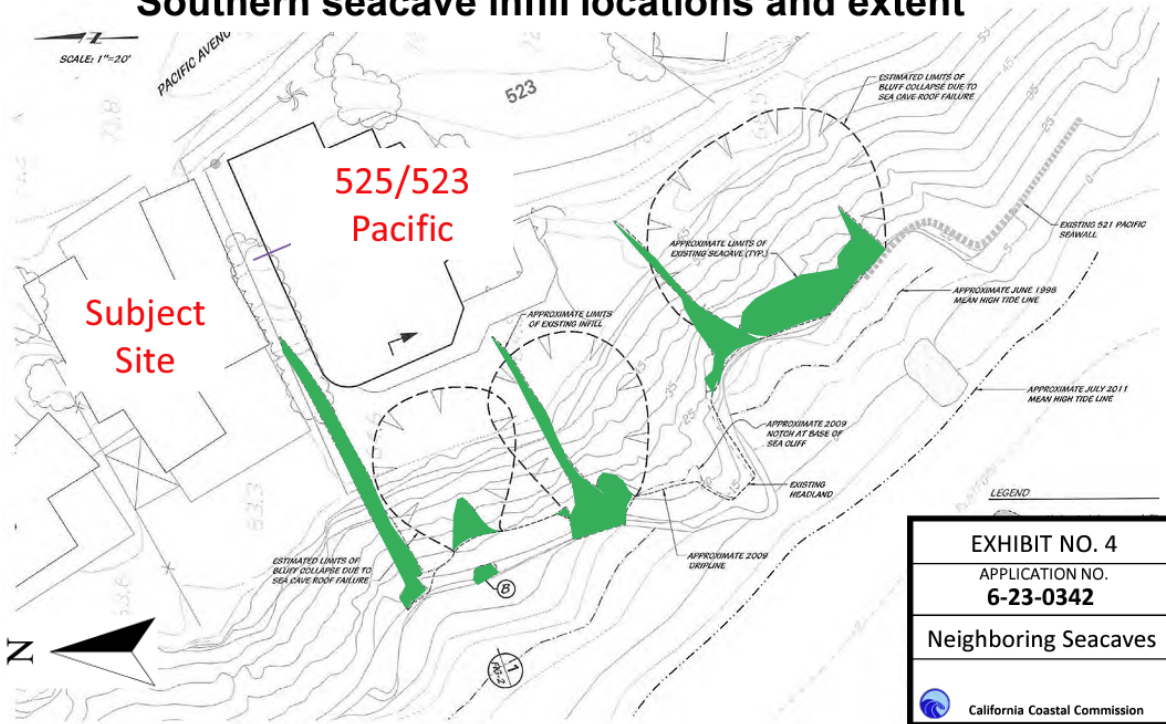 Southern seacave infill locations and extent
SCALE: 1"=20'
PACIFIC AVENU
523
ESTIMATED LIMITS OF
BLUFF COLLAPSE DUE TO
SEA CAVE ROOF FAILURE
525/523
Pacific
EXISTING 521 PACIFIC
SEAWALL
APPROXIMATE LIMITS OF
EXISTING SEACAVE (TYP.)
Subject
Site
APPROXIMATE JUNE 1998
MEAN HIGH TIDE LINE
APPROXIMATE LIMITS
OF EXISTING INFILL
APPROXIMATE JULY 2011
MEAN HIGH TIDE LINE
APPROXIMATE 2009
NOTCH AT BASE OF
SEA CLIFF
EXISTING
HEADLAND
LEGEND
ESTIMATED LIMITS OF
BLUFF COLLAPSE DUE TO
SEA CAVE ROOF FAILURE
APPROXIMATE 2009
DRIPLINE
B
1
FIG-2
N
EXHIBIT NO. 4
APPLICATION NO.
6-23-0342
Neighboring Seacaves
California Coastal Commission